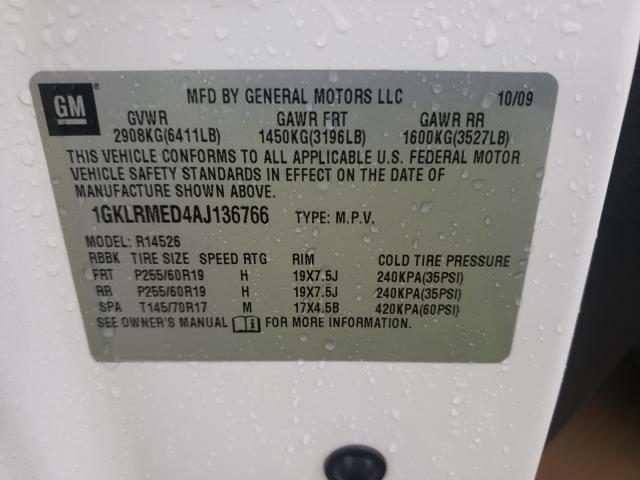 GM
MFD BY GENERAL MOTORS LLC 10/09
GVWR GAWR FRT GAWR RR
2908KG(6411LB) 1450KG(3196LB) 1600KG(3527LB)
THIS VEHICLE CONFORMS TO ALL APPLICABLE U.S. FEDERAL MOTOR
VEHICLE SAFETY STANDARDS IN EFFECT ON THE DATE OF
MANUFACTURE SHOWN ABOVE.
1GKLRMED4AJ136766 TYPE: M.P.V.
MODEL: R14526
RBBK TIRE SIZE SPEED RTG RIM COLD TIRE PRESSURE
FRT P255/60R19 H 19X7.5J 240KPA(35PSI)
RR P255/60R19 H 19X7.5J 240KPA(35PSI)
SPA T145/70R17 M 17X4.5B 420KPA(60PSI)
SEE OWNER'S MANUAL FOR MORE INFORMATION.